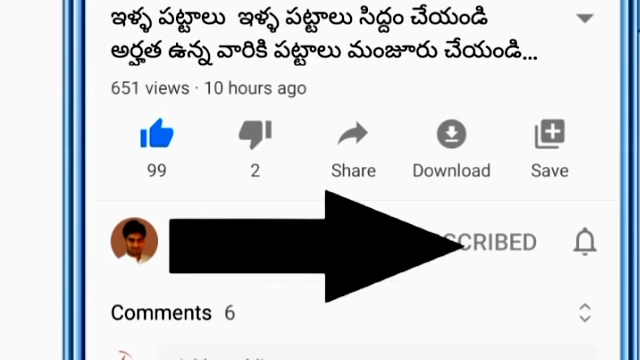 ఇళ్ళ పట్టాలు ఇళ్ళ పట్టాలు సిద్దం చేయండి
అర్హత ఉన్న వారికి పట్టాలు మంజూరు చేయండి...
651 views · 10 hours ago
99 2 Share Download Save
SCRIBED
Comments 6